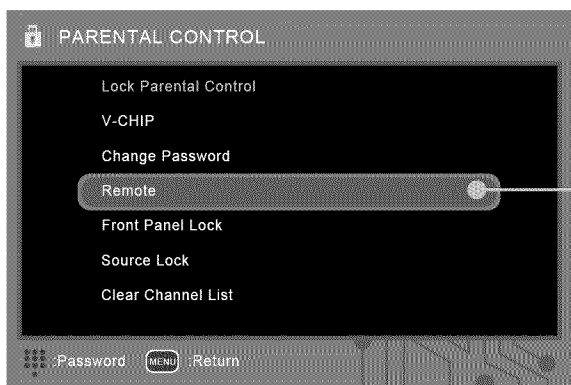 PARENTAL CONTROL
Lock Parental Control
V-CHIP
Change Password
Remote
Front Panel Lock
Source Lock
Clear Channel List
:Password MENU :Return